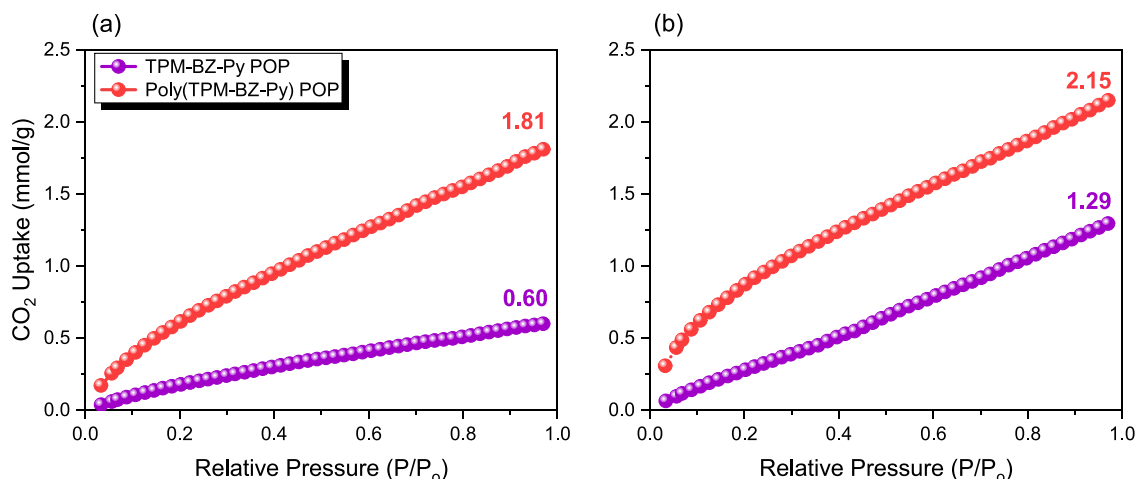 (a)
(b)
CO2 Uptake (mmol/g)
2.5
2.0
1.5
1.0
0.5
0.0
TPM-BZ-Py POP
Poly(TPM-BZ-Py) POP
1.81
0.60
0.0 0.2 0.4 0.6 0.8 1.0
Relative Pressure (P/Po)
2.5
2.0
1.5
1.0
0.5
0.0
2.15
1.29
0.0 0.2 0.4 0.6 0.8 1.0
Relative Pressure (P/Po)